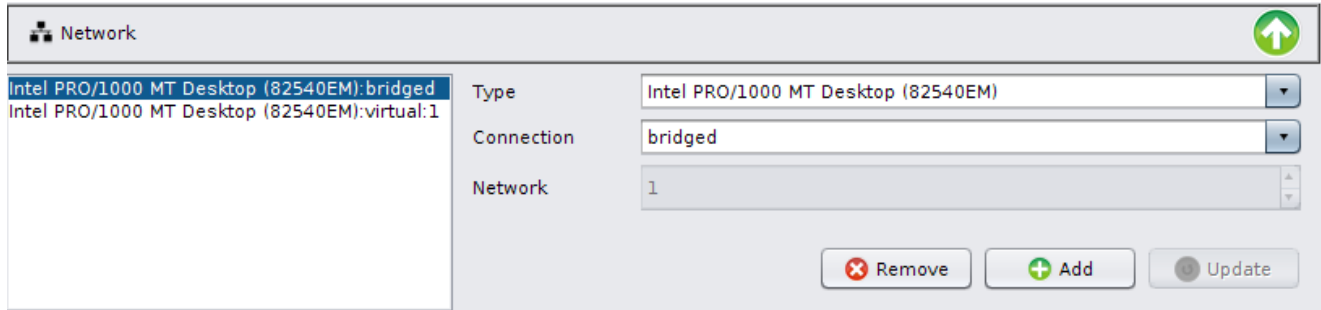 Network
Intel PRO/1000 MT Desktop (82540EM):bridged
Intel PRO/1000 MT Desktop (82540EM):virtual:1
Type
Intel PRO/1000 MT Desktop (82540EM)
Connection
bridged
Network
1
Remove
Add
Update